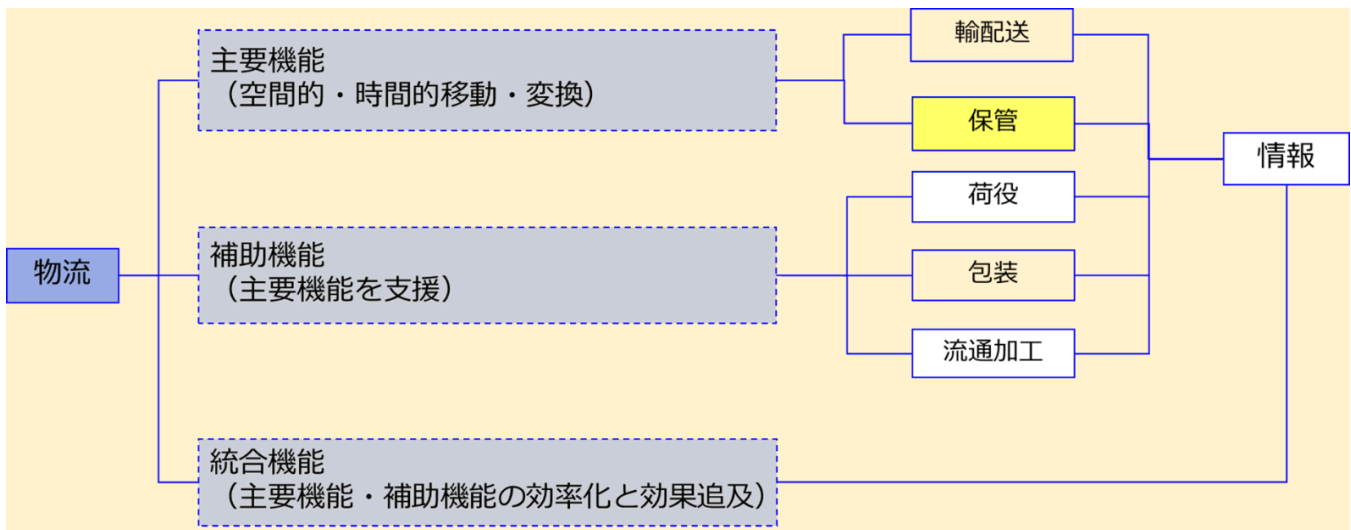 物流
主要機能
（空間的・時間的移動・変換）
輸配送
保管
補助機能
（主要機能を支援）
荷役
包装
流通加工
統合機能
（主要機能・補助機能の効率化と効果追及）
情報